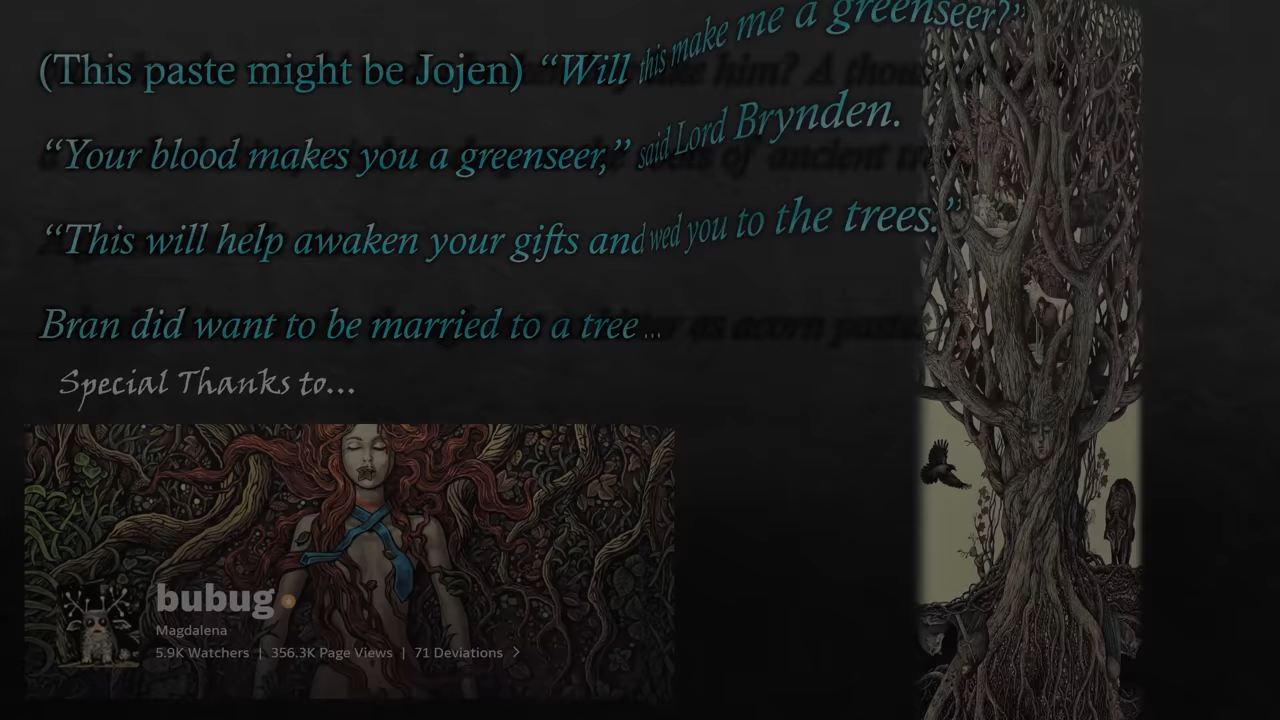 (This paste might be Jojen) “Will this make me a greenseer?”
“Your blood makes you a greenseer,” said Lord Brynden.
“This will help awaken your gifts and wed you to the trees.”
Bran did want to be married to a tree...
Special Thanks to...
bubug
Magdalena
5.9K Watchers | 356.3K Page Views | 71 Deviations >